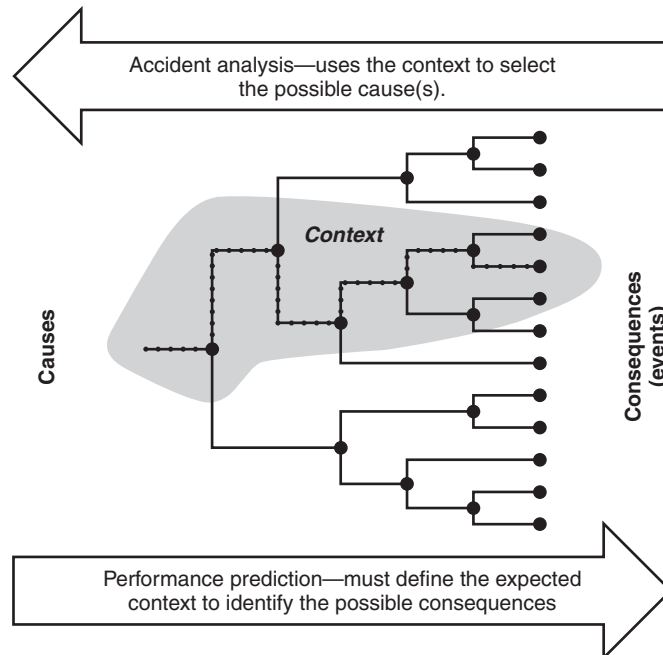 Accident analysis—uses the context to select
the possible cause(s).
Context
Causes
Consequences
(events)
Performance prediction—must define the expected
context to identify the possible consequences